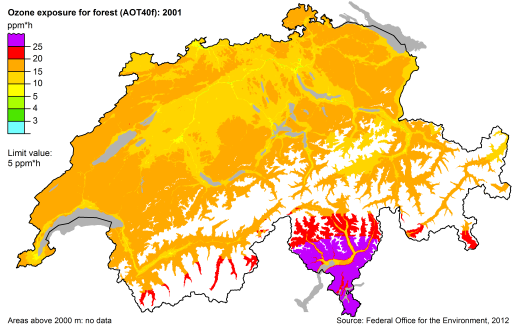 Ozone exposure for forest (AOT40f): 2001
ppm*h
25
20
15
10
5
4
3
Limit value:
5 ppm*h
Areas above 2000 m: no data
Source: Federal Office for the Environment, 2012